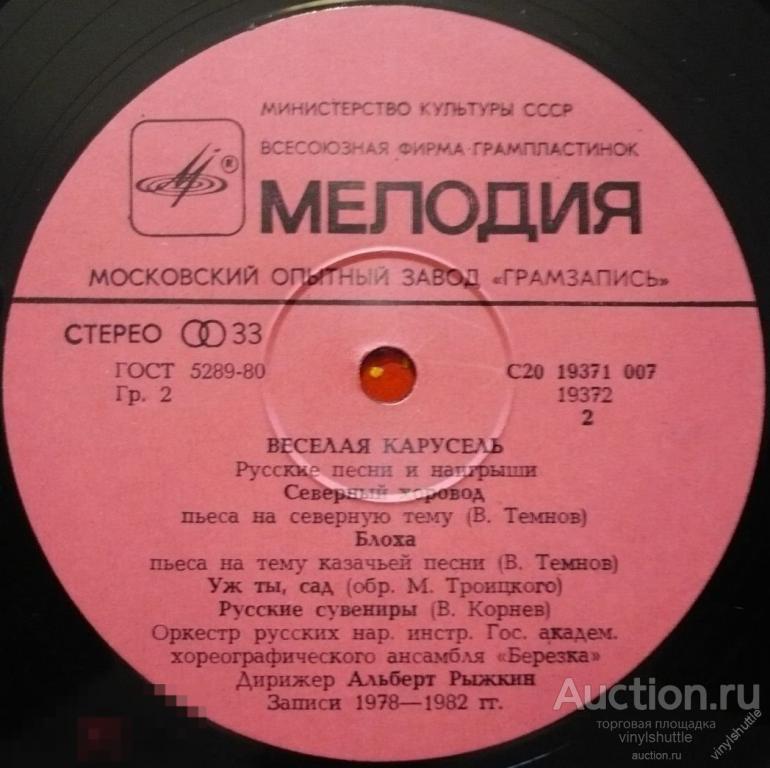 МИНИСТЕРСТВО КУЛЬТУРЫ СССР
ВСЕСОЮЗНАЯ ФИРМА ГРАМПЛАСТИНОК
®
МЕЛОДИЯ
МОСКОВСКИЙ ОПЫТНЫЙ ЗАВОД «ГРАМЗАПИСЬ»
СТЕРЕО 33
ГОСТ 5289-80 С20 19371 007
Гр. 2 19372
2
ВЕСЕЛАЯ КАРУСЕЛЬ
Русские песни и наигрыши
Северный хоровод
пьеса на северную тему (В. Темнов)
Блоха
пьеса на тему казачьей песни (В. Темнов)
Уж ты, сад (обр. М. Троицкого)
Русские сувениры (В. Корнев)
Оркестр русских нар. инстр. Гос. академ.
хореографического ансамбля «Березка»
Дирижер Альберт Рыжкин
Записи 1978—1982 гг.
Auction.ru
торговая площадка
vinylshuttle
auction.ru
vinylshuttle